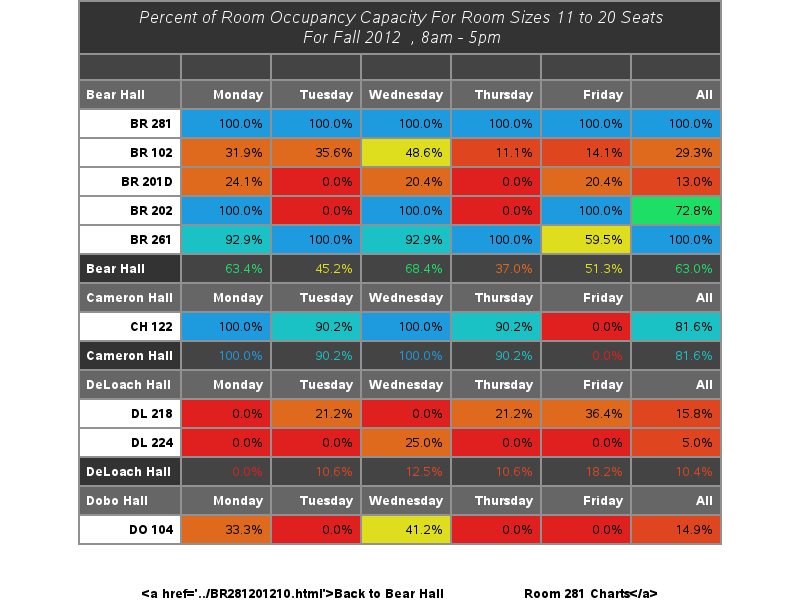 Percent of Room Occupancy Capacity For Room Sizes 11 to 20 Seats
For Fall 2012 , 8am - 5pm
Bear Hall Monday Tuesday Wednesday Thursday Friday All
BR 281 100.0% 100.0% 100.0% 100.0% 100.0% 100.0%
BR 102 31.9% 35.6% 48.6% 11.1% 14.1% 29.3%
BR 201D 24.1% 0.0% 20.4% 0.0% 20.4% 13.0%
BR 202 100.0% 0.0% 100.0% 0.0% 100.0% 72.8%
BR 261 92.9% 100.0% 92.9% 100.0% 59.5% 100.0%
Bear Hall 63.4% 45.2% 68.4% 37.0% 51.3% 63.0%
Cameron Hall Monday Tuesday Wednesday Thursday Friday All
CH 122 100.0% 90.2% 100.0% 90.2% 0.0% 81.6%
Cameron Hall 100.0% 90.2% 100.0% 90.2% 0.0% 81.6%
DeLoach Hall Monday Tuesday Wednesday Thursday Friday All
DL 218 0.0% 21.2% 0.0% 21.2% 36.4% 15.8%
DL 224 0.0% 0.0% 25.0% 0.0% 0.0% 5.0%
DeLoach Hall 0.0% 10.6% 12.5% 10.6% 18.2% 10.4%
Dobo Hall Monday Tuesday Wednesday Thursday Friday All
DO 104 33.3% 0.0% 41.2% 0.0% 0.0% 14.9%
<a href='../BR281201210.html'>Back to Bear Hall Room 281 Charts</a>